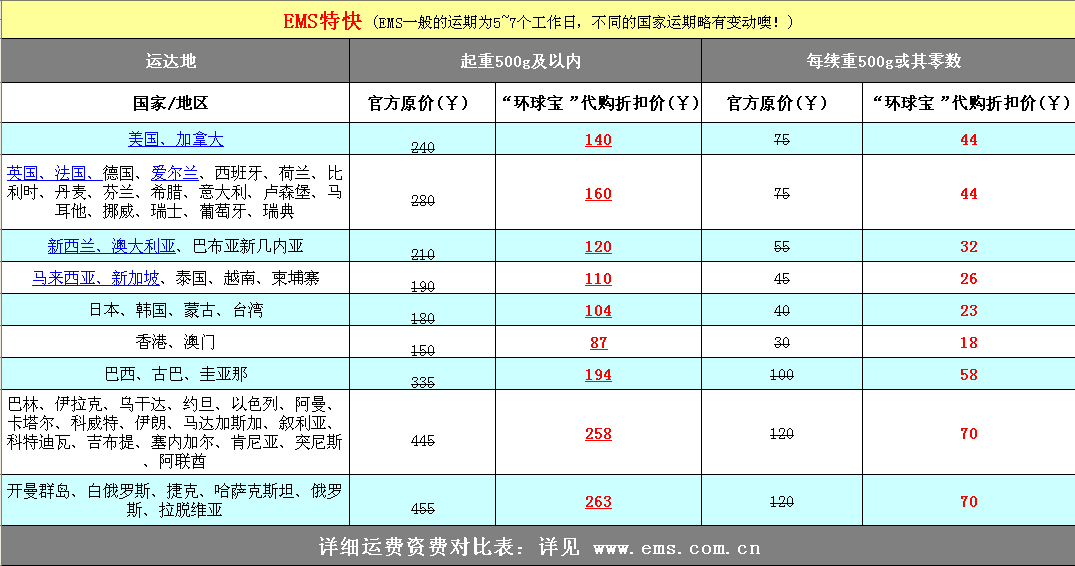 EMS特快（EMS一般的运期为5~7个工作日，不同的国家运期略有变动噢！）
运达地 起重500g及以内 每续重500g或其零数
国家/地区 官方原价(￥) “环球宝 ”代购折扣价(￥) 官方原价(￥) “环球宝 ”代购折扣价(￥)
美国、加拿大 240 140 75 44
英国、法国、德国、爱尔兰、西班牙、荷兰、比
利时、丹麦、芬兰、希腊、意大利、卢森堡、马
耳他、挪威、瑞士、葡萄牙、瑞典
280 160 75 44
新西兰、澳大利亚、巴布亚新几内亚 210 120 55 32
马来西亚、新加坡、泰国、越南、柬埔寨 190 110 45 26
日本、韩国、蒙古、台湾 180 104 40 23
香港、澳门 150 87 30 18
巴西、古巴、圭亚那 335 194 100 58
巴林、伊拉克、乌干达、约旦、以色列、阿曼、
卡塔尔、科威特、伊朗、马达加斯加、叙利亚、
科特迪瓦、吉布提、塞内加尔、肯尼亚、突尼斯
、阿联酋
445 258 120 70
开曼群岛、白俄罗斯、捷克、哈萨克斯坦、俄罗
斯、拉脱维亚
455 263 120 70
详细运费资费对比表：详见 www.ems.com.cn